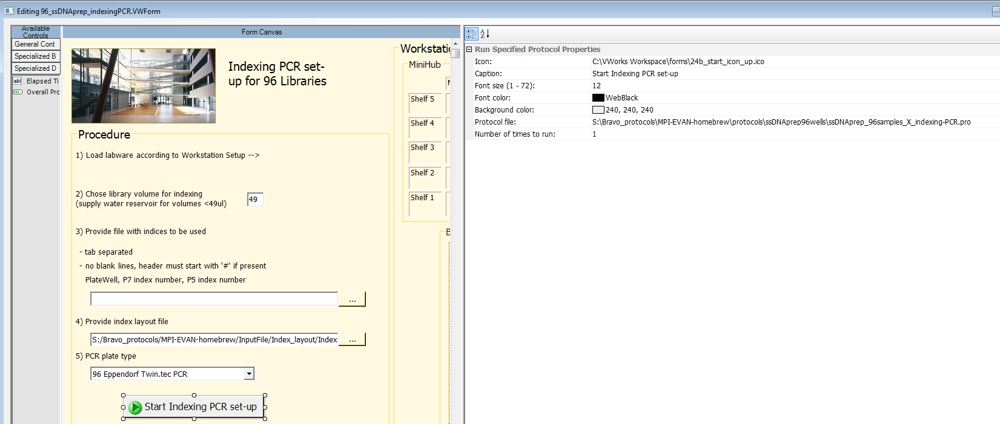 Editing 96_ssDNAprep_indexingPCR.VWForm
Available
Controls
General Cont
Specialized B
Specialized D
Elapsed Ti
Overall Pro
Form Canvas
Indexing PCR set-
up for 96 Libraries
Procedure
1) Load labware according to Workstation Setup -->
2) Chose library volume for indexing
(supply water reservoir for volumes <49ul)
49
3) Provide file with indices to be used
- tab separated
- no blank lines, header must start with '#' if present
PlateWell, P7 index number, P5 index number
...
4) Provide index layout file
S:/Bravo_protocols/MPI-EVAN-homebrew/InputFile/Index_layout/Index
...
5) PCR plate type
96 Eppendorf Twin.tec PCR
Start Indexing PCR set-up
Workstatio
MiniHub
Shelf 5
Shelf 4
Shelf 3
Shelf 2
Shelf 1
Run Specified Protocol Properties
Icon: C:\VWorks Workspace\forms\24b_start_icon_up.ico
Caption: Start Indexing PCR set-up
Font size (1 - 72): 12
Font color: WebBlack
Background color: 240, 240, 240
Protocol file: S:\Bravo_protocols\MPI-EVAN-homebrew\protocols\ssDNAprep96wells\ssDNAprep_96samples_X_indexing-PCR.pro
Number of times to run: 1